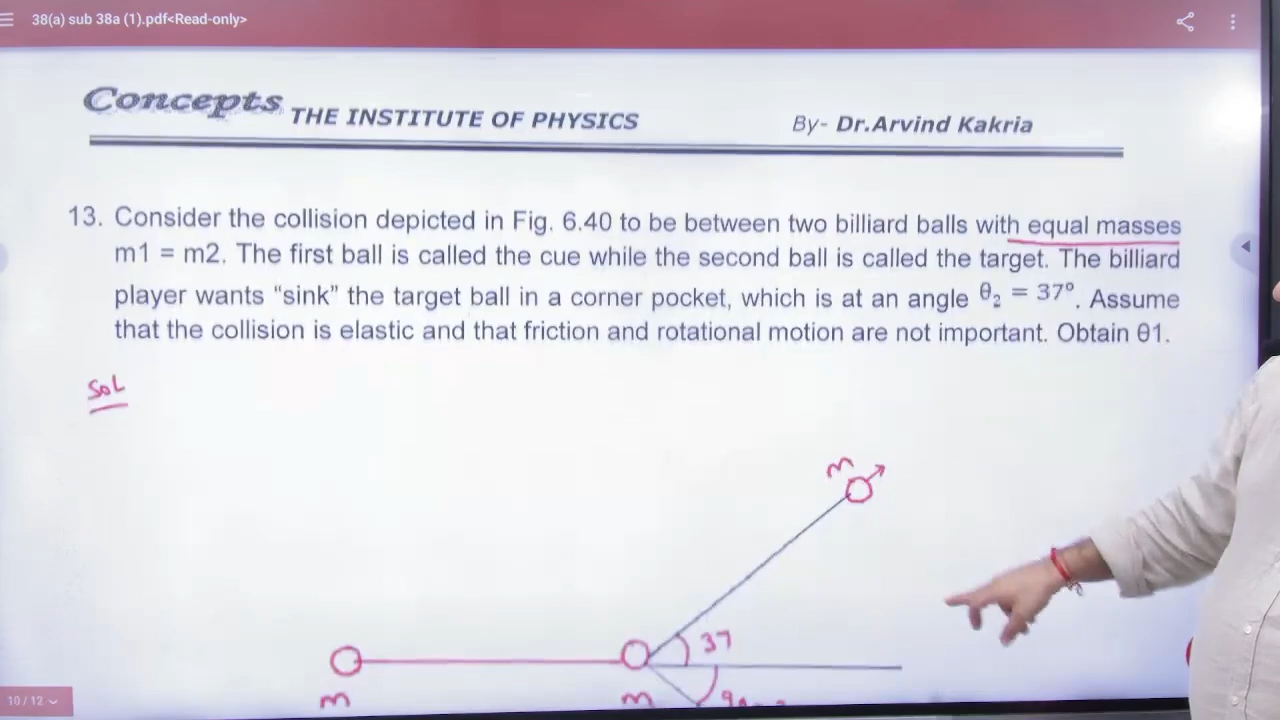 38(a) sub 38a (1).pdf<Read-only>
Concepts THE INSTITUTE OF PHYSICS By- Dr.Arvind Kakria
13. Consider the collision depicted in Fig. 6.40 to be between two billiard balls with equal masses
m1 = m2. The first ball is called the cue while the second ball is called the target. The billiard
player wants “sink” the target ball in a corner pocket, which is at an angle θ₂ = 37°. Assume
that the collision is elastic and that friction and rotational motion are not important. Obtain θ1.
Sol
m
37
m
m
10 / 12